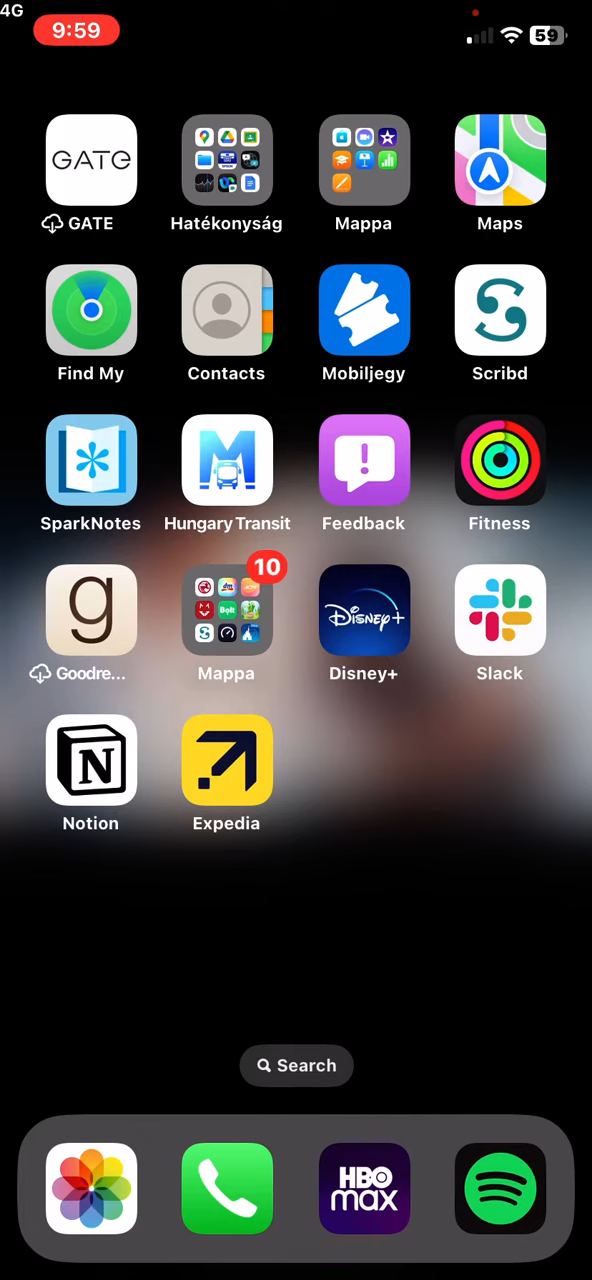 4G
9:59
59
GATE
GATE
Hatékonyság
Mappa
Maps
Find My
Contacts
Mobiljegy
Scribd
SparkNotes
Hungary Transit
Feedback
Fitness
g
10
Disney+
Goodre...
Mappa
Disney+
Slack
N
Notion
Expedia
Search
HBO
max